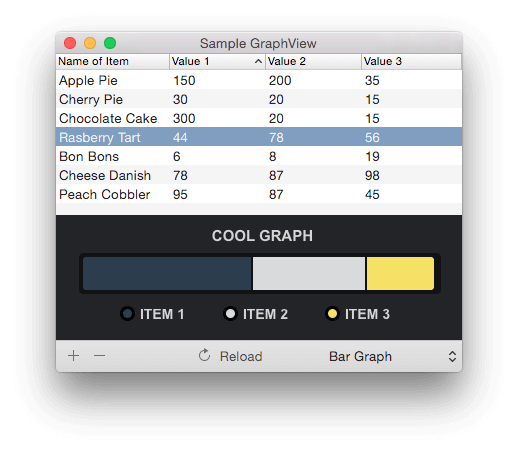 Sample GraphView
Name of Item Value 1 Value 2 Value 3
Apple Pie 150 200 35
Cherry Pie 30 20 15
Chocolate Cake 300 20 15
Rasberry Tart 44 78 56
Bon Bons 6 8 19
Cheese Danish 78 87 98
Peach Cobbler 95 87 45
COOL GRAPH
ITEM 1 ITEM 2 ITEM 3
Reload Bar Graph